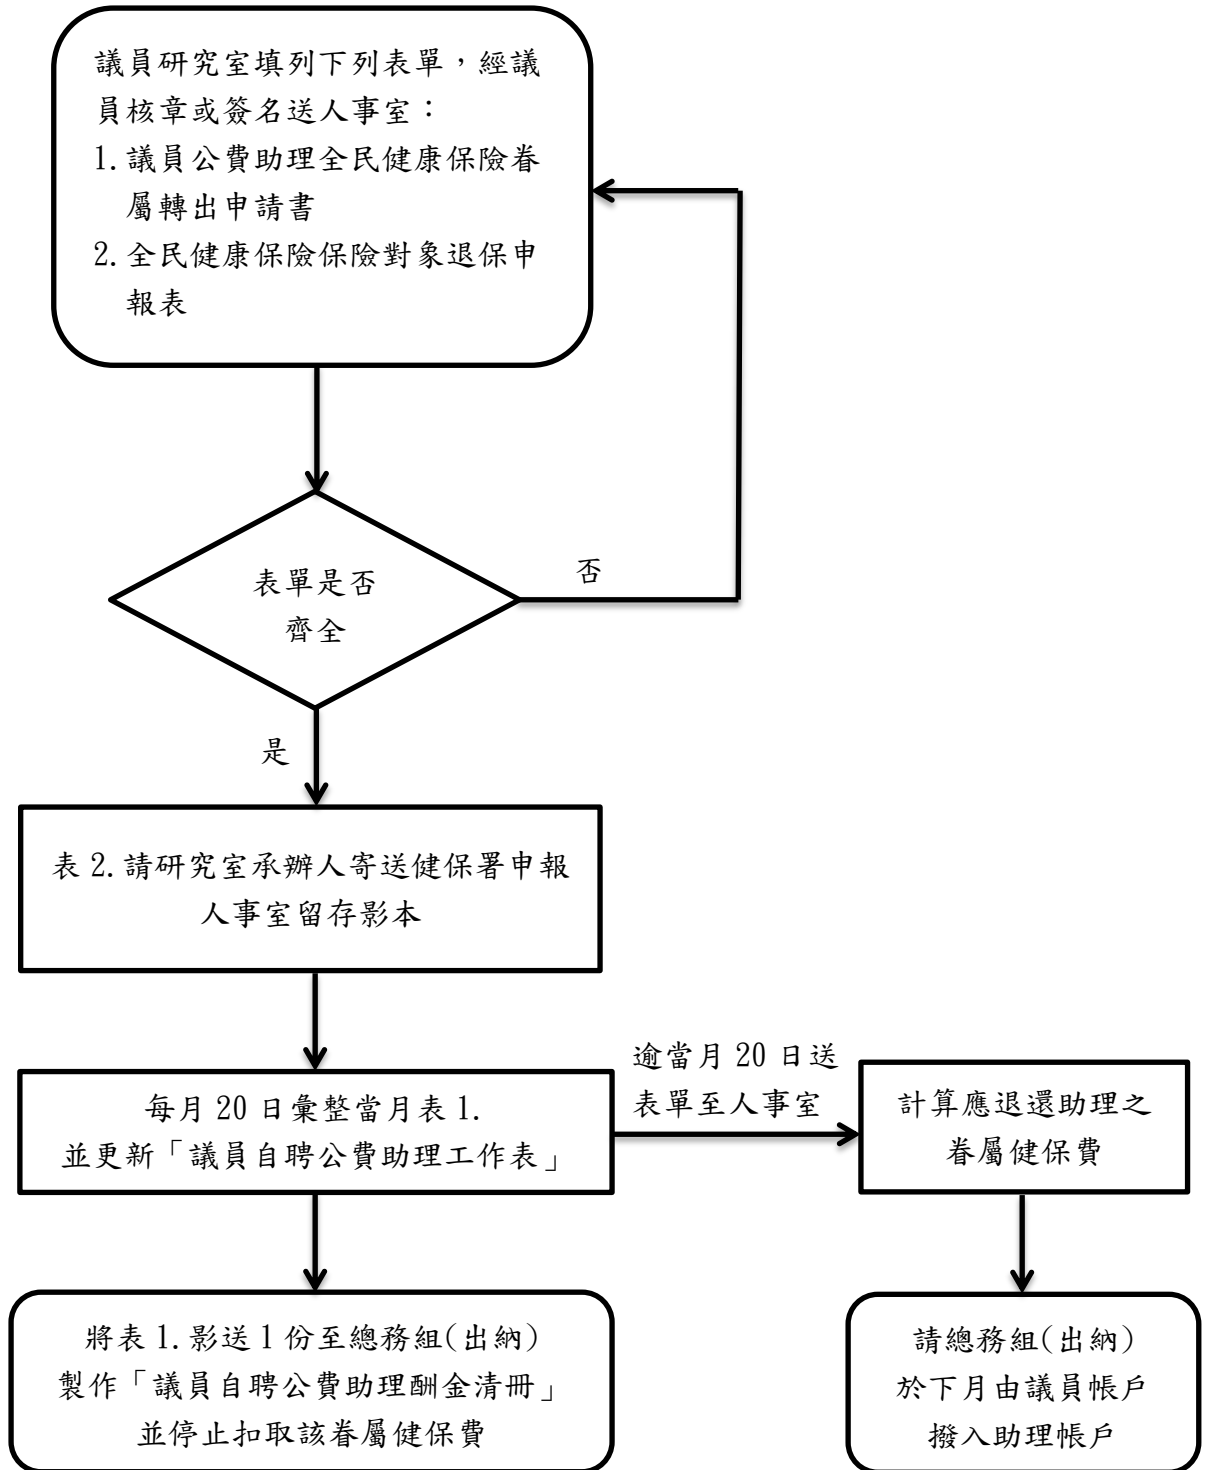 議員研究室填列下列表單，經議
員核章或簽名送人事室：
1.議員公費助理全民健康保險眷
屬轉出申請書
2.全民健康保險保險對象退保申
報表
表單是否
齊全
否
是
表 2.請研究室承辦人寄送健保署申報
人事室留存影本
每月 20 日彙整當月表 1.
並更新「議員自聘公費助理工作表」
逾當月 20 日送
表單至人事室
計算應退還助理之
眷屬健保費
將表 1.影送 1 份至總務組(出納)
製作「議員自聘公費助理酬金清冊」
並停止扣取該眷屬健保費
請總務組(出納)
於下月由議員帳戶
撥入助理帳戶